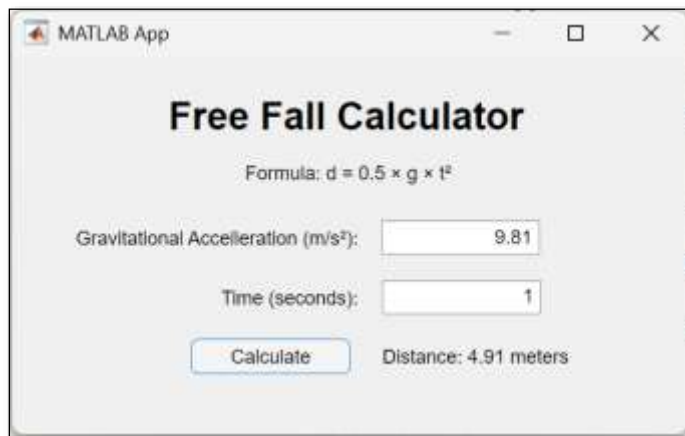 MATLAB App
Free Fall Calculator
Formula: d = 0.5 × g × t²
Gravitational Accelleration (m/s²): 9.81
Time (seconds): 1
Calculate Distance: 4.91 meters